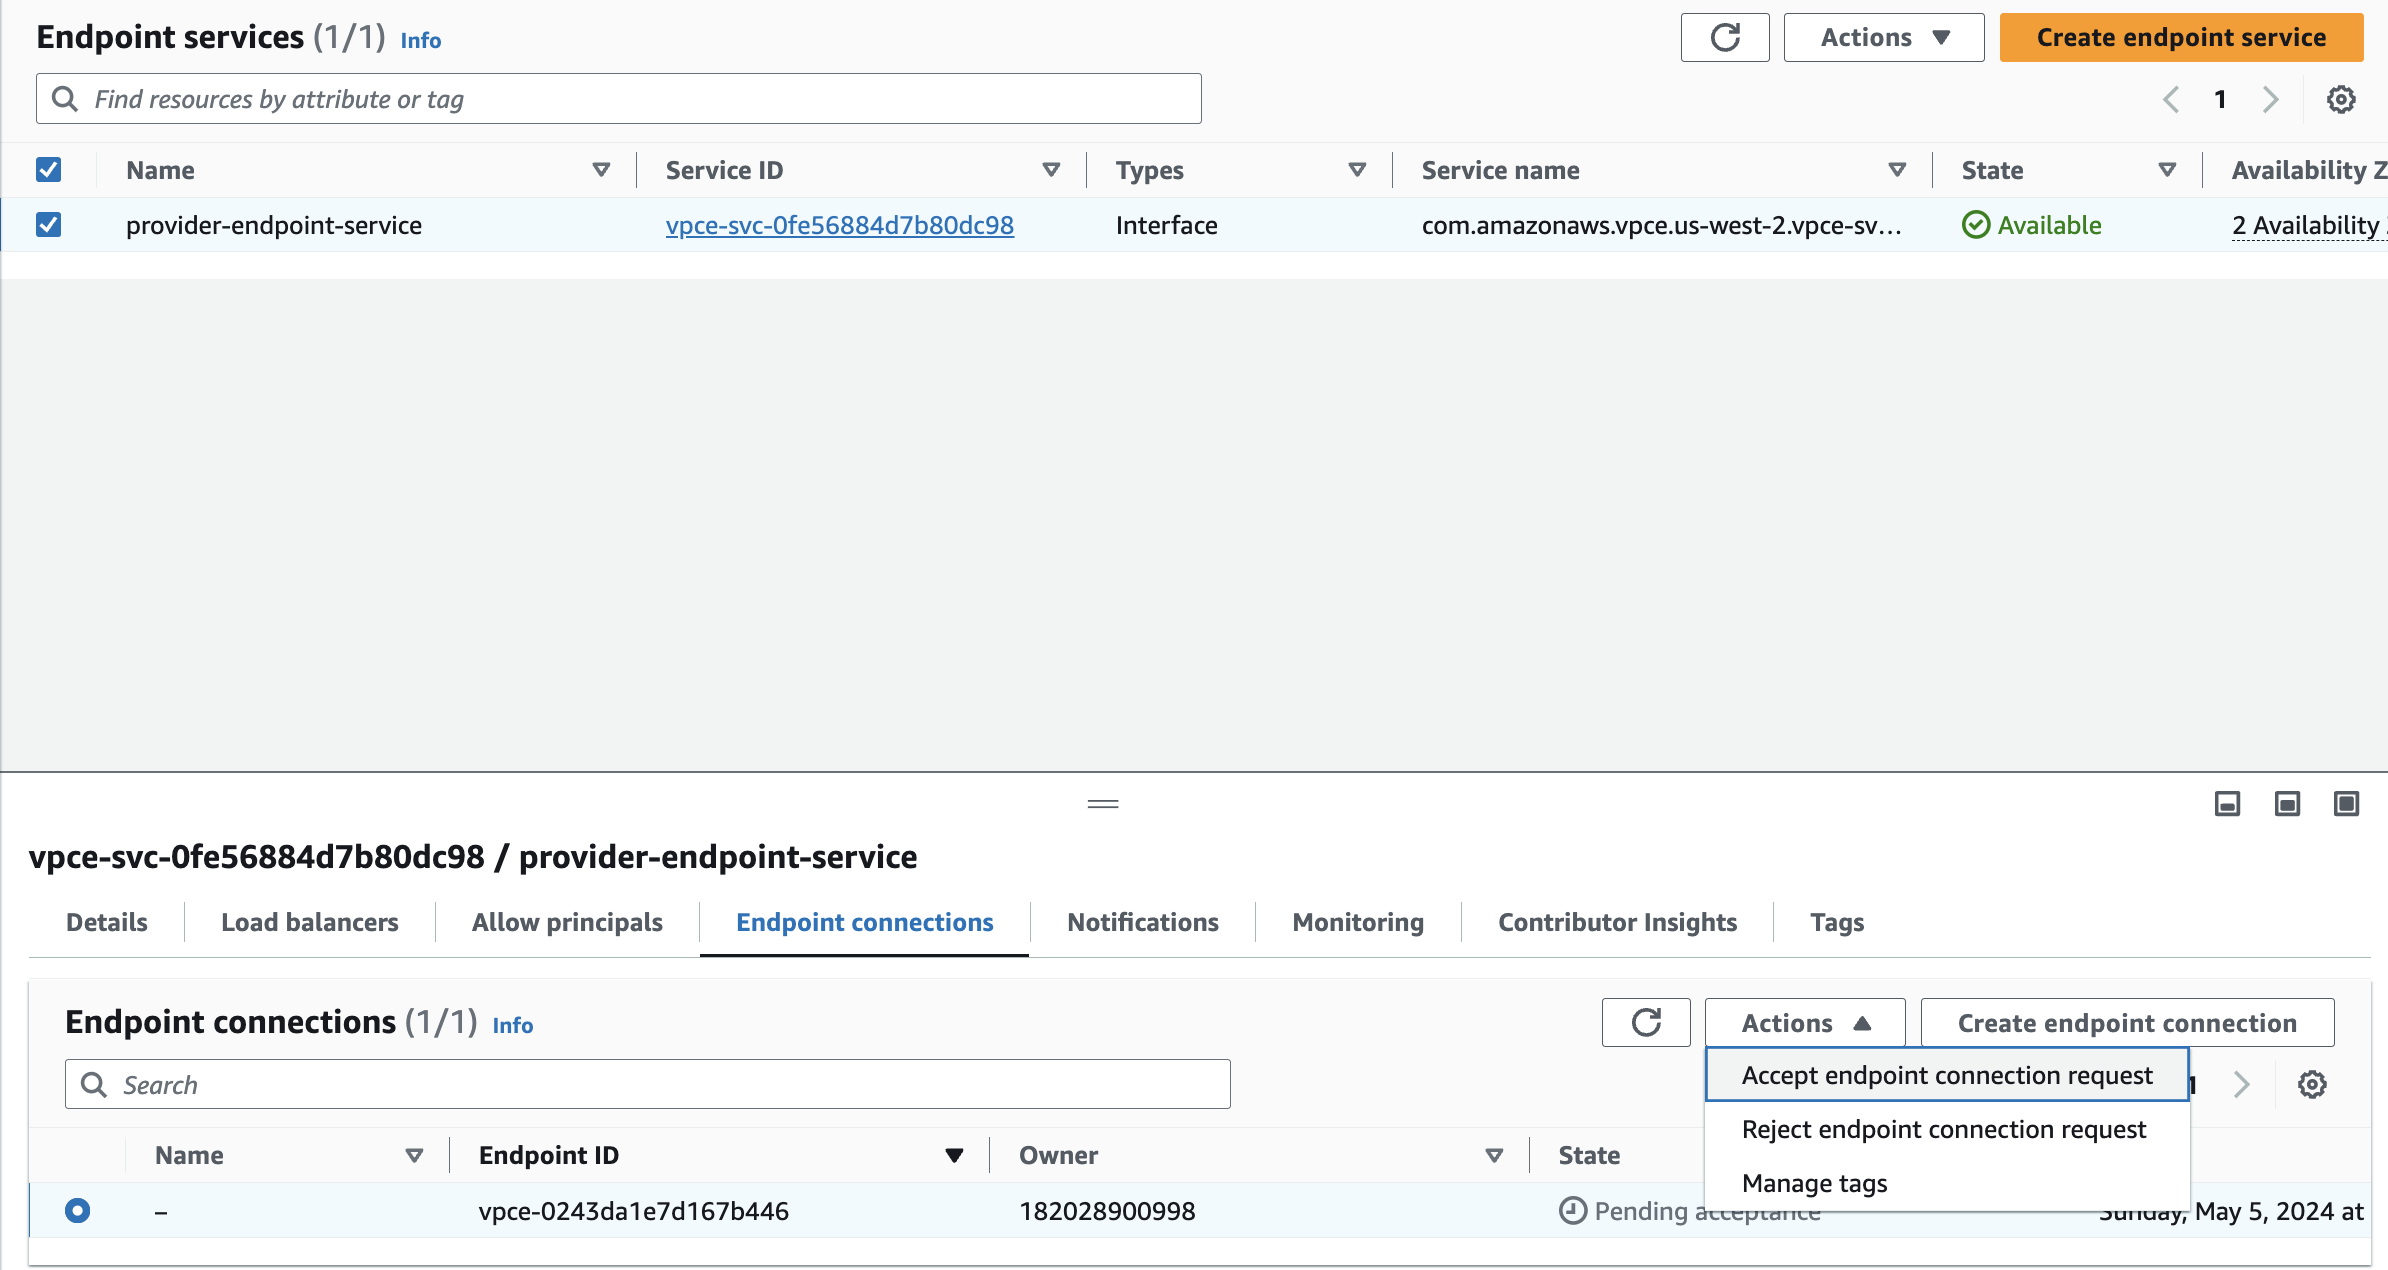 Endpoint services (1/1) Info
Actions
Create endpoint service
Find resources by attribute or tag
1
Name Service ID Types Service name State Availability Z
provider-endpoint-service vpce-svc-0fe56884d7b80dc98 Interface com.amazonaws.vpce.us-west-2.vpce-sv… Available 2 Availability
vpce-svc-0fe56884d7b80dc98 / provider-endpoint-service
Details Load balancers Allow principals Endpoint connections Notifications Monitoring Contributor Insights Tags
Endpoint connections (1/1) Info
Actions
Create endpoint connection
Search
Accept endpoint connection request
1
Reject endpoint connection request
Manage tags
Name Endpoint ID Owner State
– vpce-0243da1e7d167b446 182028900998 Pending acceptance Sunday, May 5, 2024 at